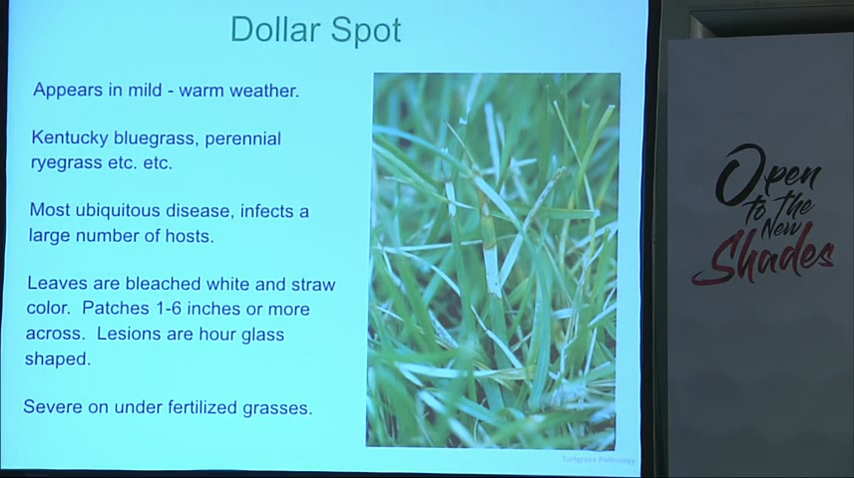 Dollar Spot
Appears in mild - warm weather.
Kentucky bluegrass, perennial
ryegrass etc. etc.
Most ubiquitous disease, infects a
large number of hosts.
Leaves are bleached white and straw
color. Patches 1-6 inches or more
across. Lesions are hour glass
shaped.
Severe on under fertilized grasses.
Turfgrass Pathology
Open
to the
New
Shades